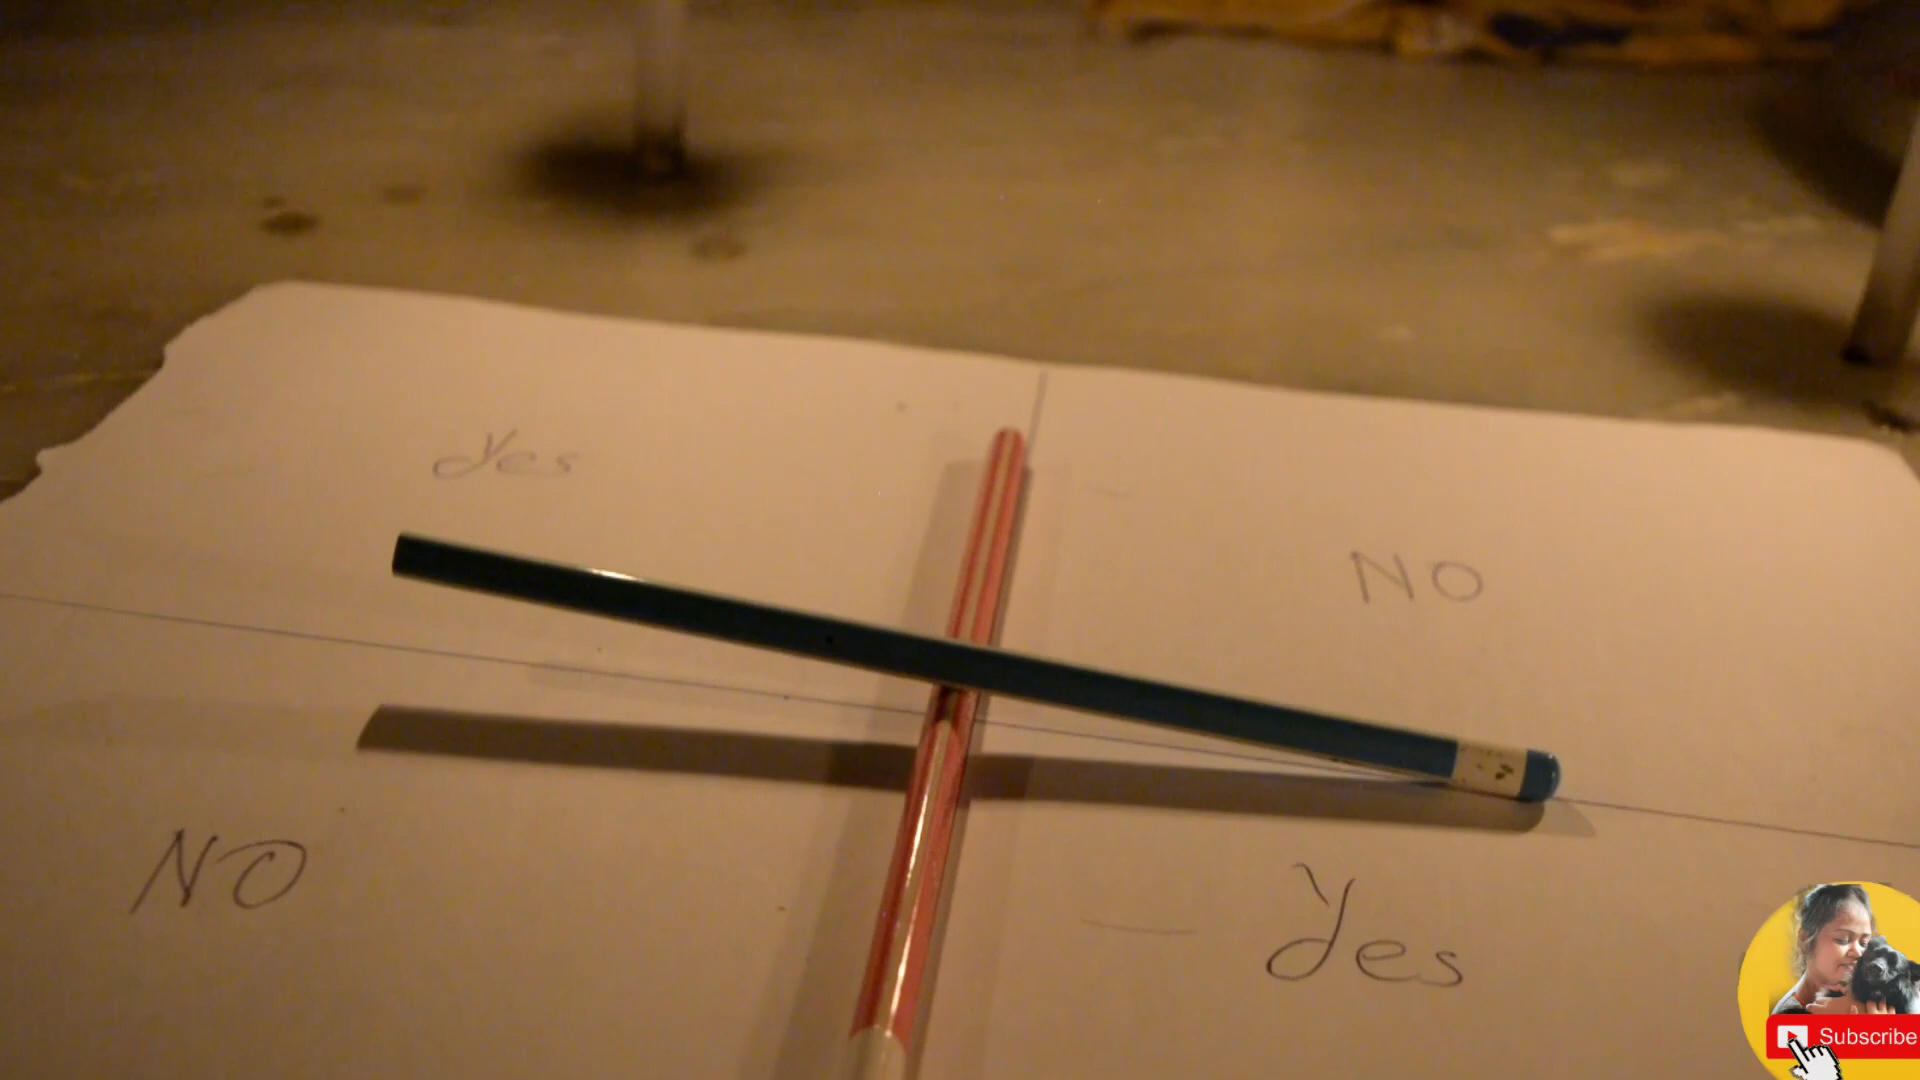 Yes
NO
NO
Yes
Subscribe